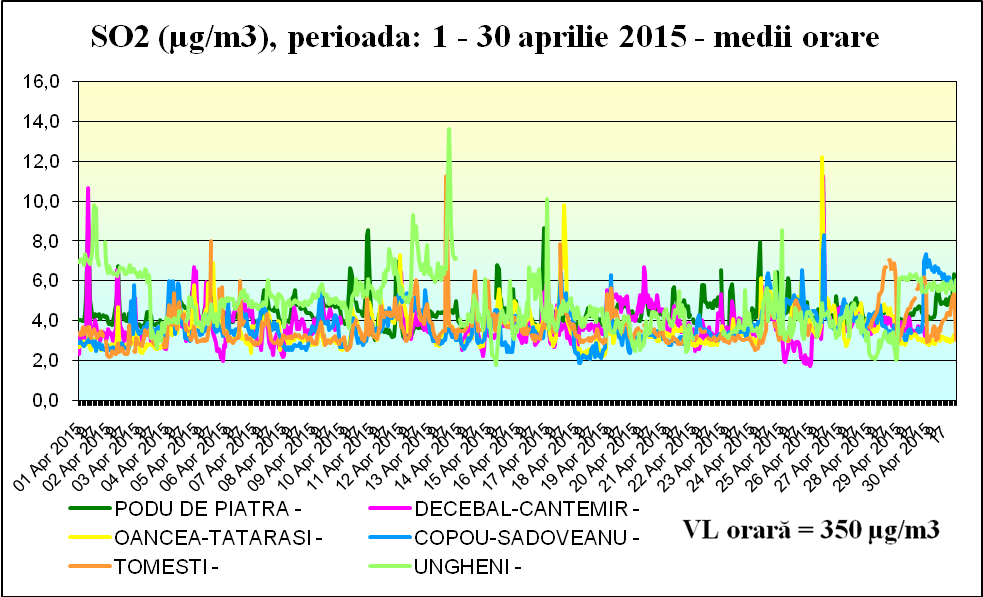 SO2 (µg/m3), perioada: 1 - 30 aprilie 2015 - medii orare
16,0
14,0
12,0
10,0
8,0
6,0
4,0
2,0
0,0
01 Apr 2015
02 Apr 2015
03 Apr 2015
04 Apr 2015
05 Apr 2015
06 Apr 2015
07 Apr 2015
08 Apr 2015
09 Apr 2015
10 Apr 2015
11 Apr 2015
12 Apr 2015
13 Apr 2015
14 Apr 2015
15 Apr 2015
16 Apr 2015
17 Apr 2015
18 Apr 2015
19 Apr 2015
20 Apr 2015
21 Apr 2015
22 Apr 2015
23 Apr 2015
24 Apr 2015
25 Apr 2015
26 Apr 2015
27 Apr 2015
28 Apr 2015
29 Apr 2015
30 Apr 2015
17
PODU DE PIATRA -
DECEBAL-CANTEMIR -
OANCEA-TATARASI -
COPOU-SADOVEANU -
TOMESTI -
UNGHENI -
VL orară = 350 µg/m3